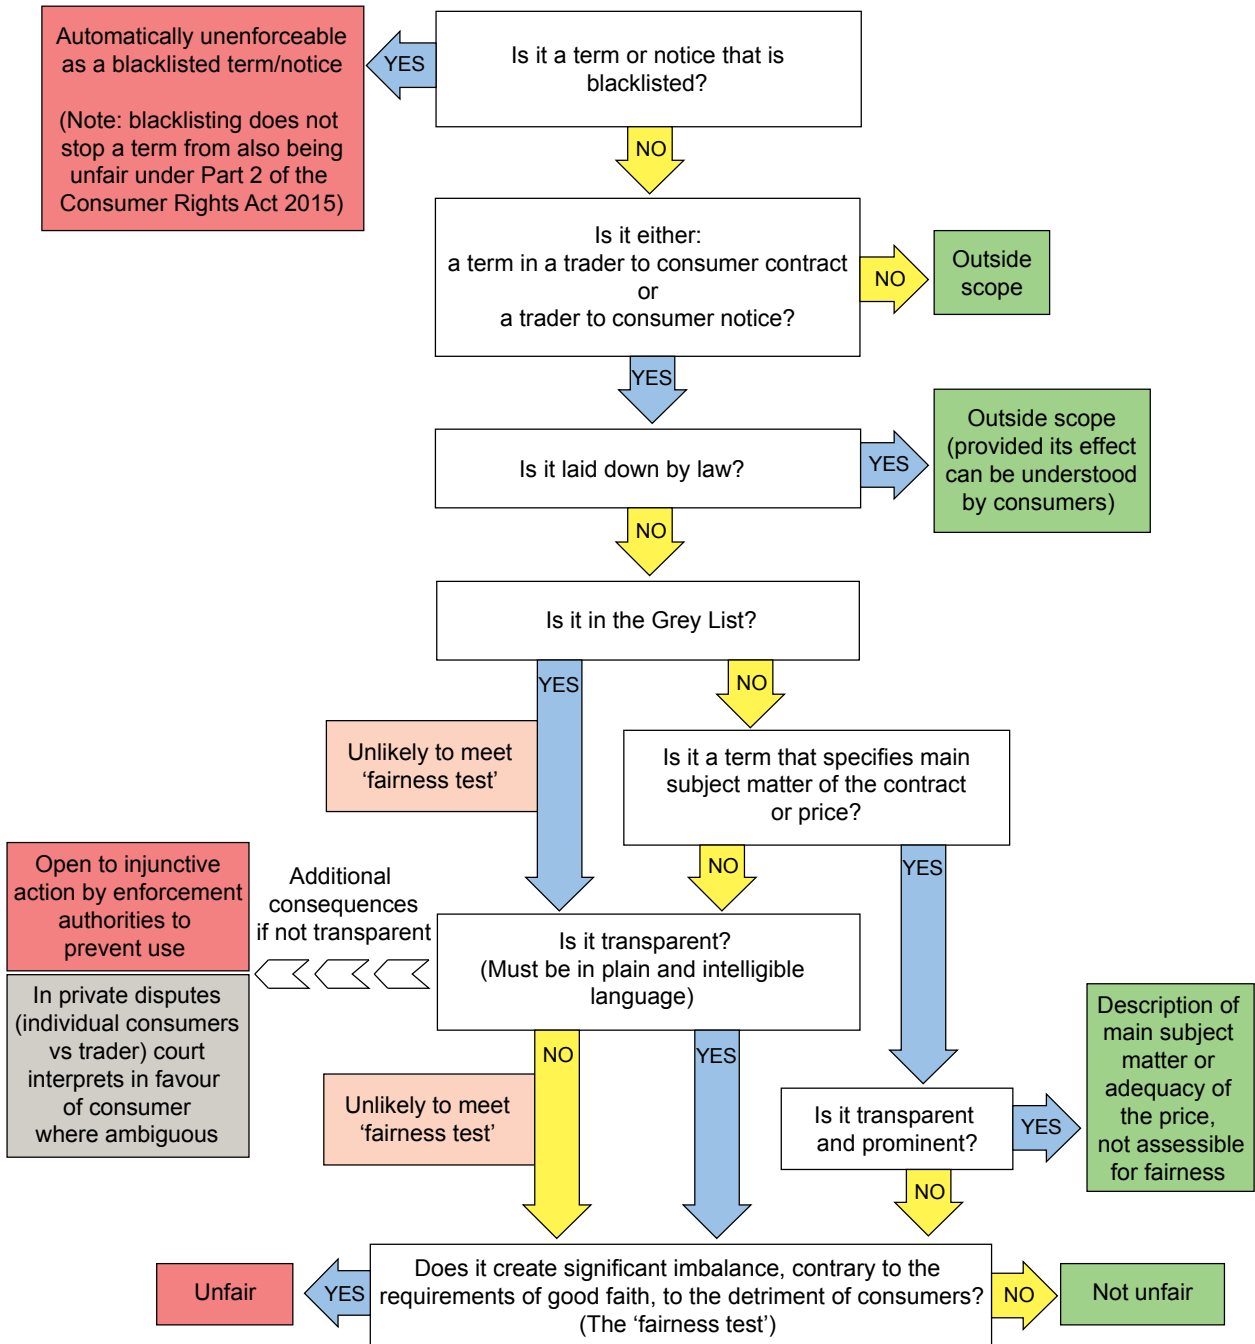 Automatically unenforceable
as a blacklisted term/notice
(Note: blacklisting does not
stop a term from also being
unfair under Part 2 of the
Consumer Rights Act 2015)
YES
Is it a term or notice that is
blacklisted?
NO
Is it either:
a term in a trader to consumer contract
or
a trader to consumer notice?
NO
Outside
scope
YES
Is it laid down by law?
YES
Outside scope
(provided its effect
can be understood
by consumers)
NO
Is it in the Grey List?
YES
NO
Unlikely to meet
‘fairness test’
Is it a term that specifies main
subject matter of the contract
or price?
NO
YES
Open to injunctive
action by enforcement
authorities to
prevent use
Additional
consequences
if not transparent
Is it transparent?
(Must be in plain and intelligible
language)
In private disputes
(individual consumers
vs trader) court
interprets in favour
of consumer
where ambiguous
NO
YES
Unlikely to meet
‘fairness test’
Is it transparent
and prominent?
YES
Description of
main subject
matter or
adequacy of
the price,
not assessible
for fairness
NO
Unfair
YES
Does it create significant imbalance, contrary to the
requirements of good faith, to the detriment of consumers?
(The ‘fairness test’)
NO
Not unfair